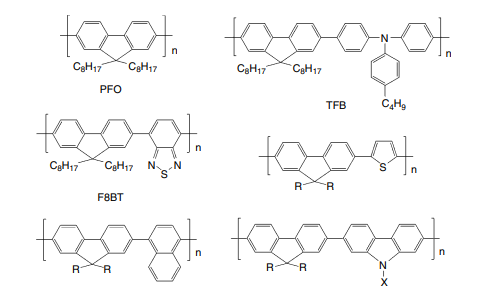 n
C₈H₁₇ C₈H₁₇
PFO
N
n
C₈H₁₇ C₈H₁₇
C₄H₉
TFB
n
C₈H₁₇ C₈H₁₇ N N
S
F8BT
S
n
R R
n
R R
n
R R N
X